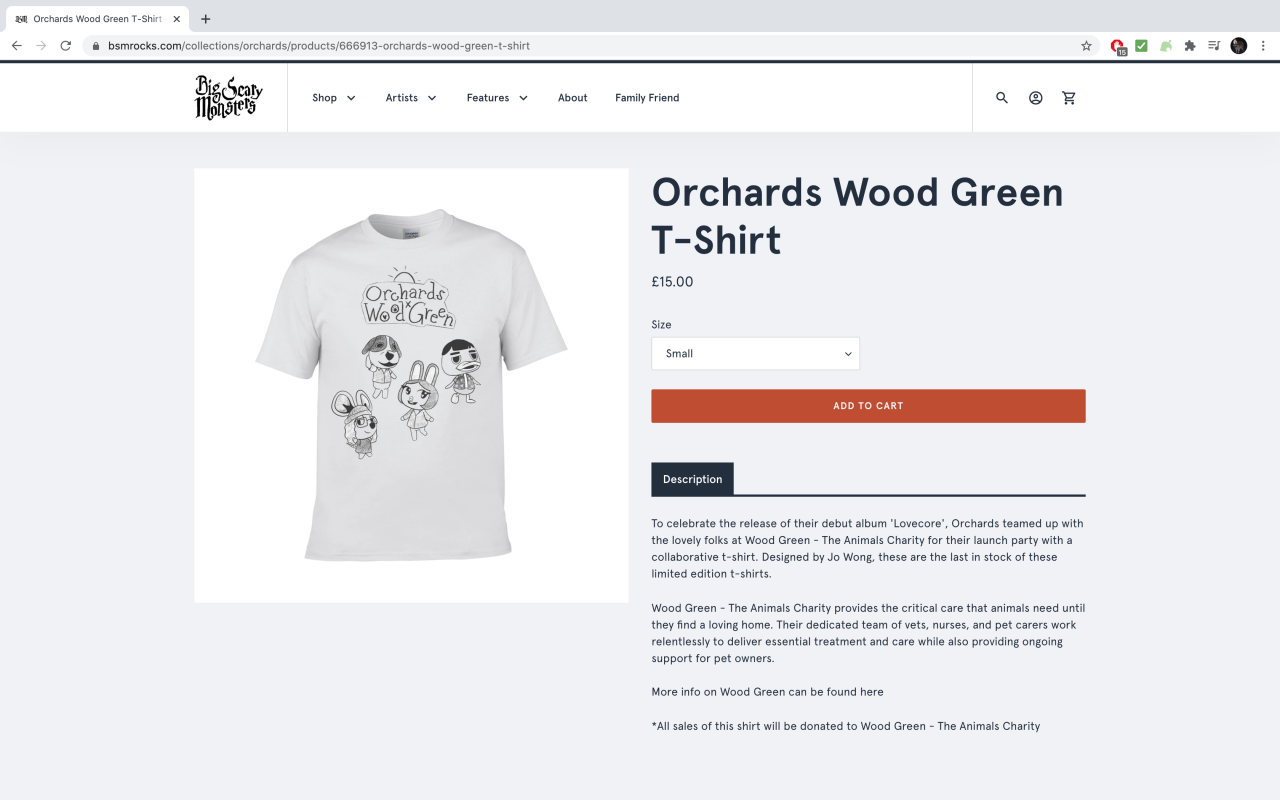 Orchards Wood Green T-Shirt
bsmrocks.com/collections/orchards/products/666913-orchards-wood-green-t-shirt
15
Big Scary
Monsters
Shop
Artists
Features
About
Family Friend
Orchards
Wood Green
Orchards Wood Green
T-Shirt
£15.00
Size
Small
ADD TO CART
Description
To celebrate the release of their debut album 'Lovecore', Orchards teamed up with
the lovely folks at Wood Green - The Animals Charity for their launch party with a
collaborative t-shirt. Designed by Jo Wong, these are the last in stock of these
limited edition t-shirts.
Wood Green - The Animals Charity provides the critical care that animals need until
they find a loving home. Their dedicated team of vets, nurses, and pet carers work
relentlessly to deliver essential treatment and care while also providing ongoing
support for pet owners.
More info on Wood Green can be found here
*All sales of this shirt will be donated to Wood Green - The Animals Charity